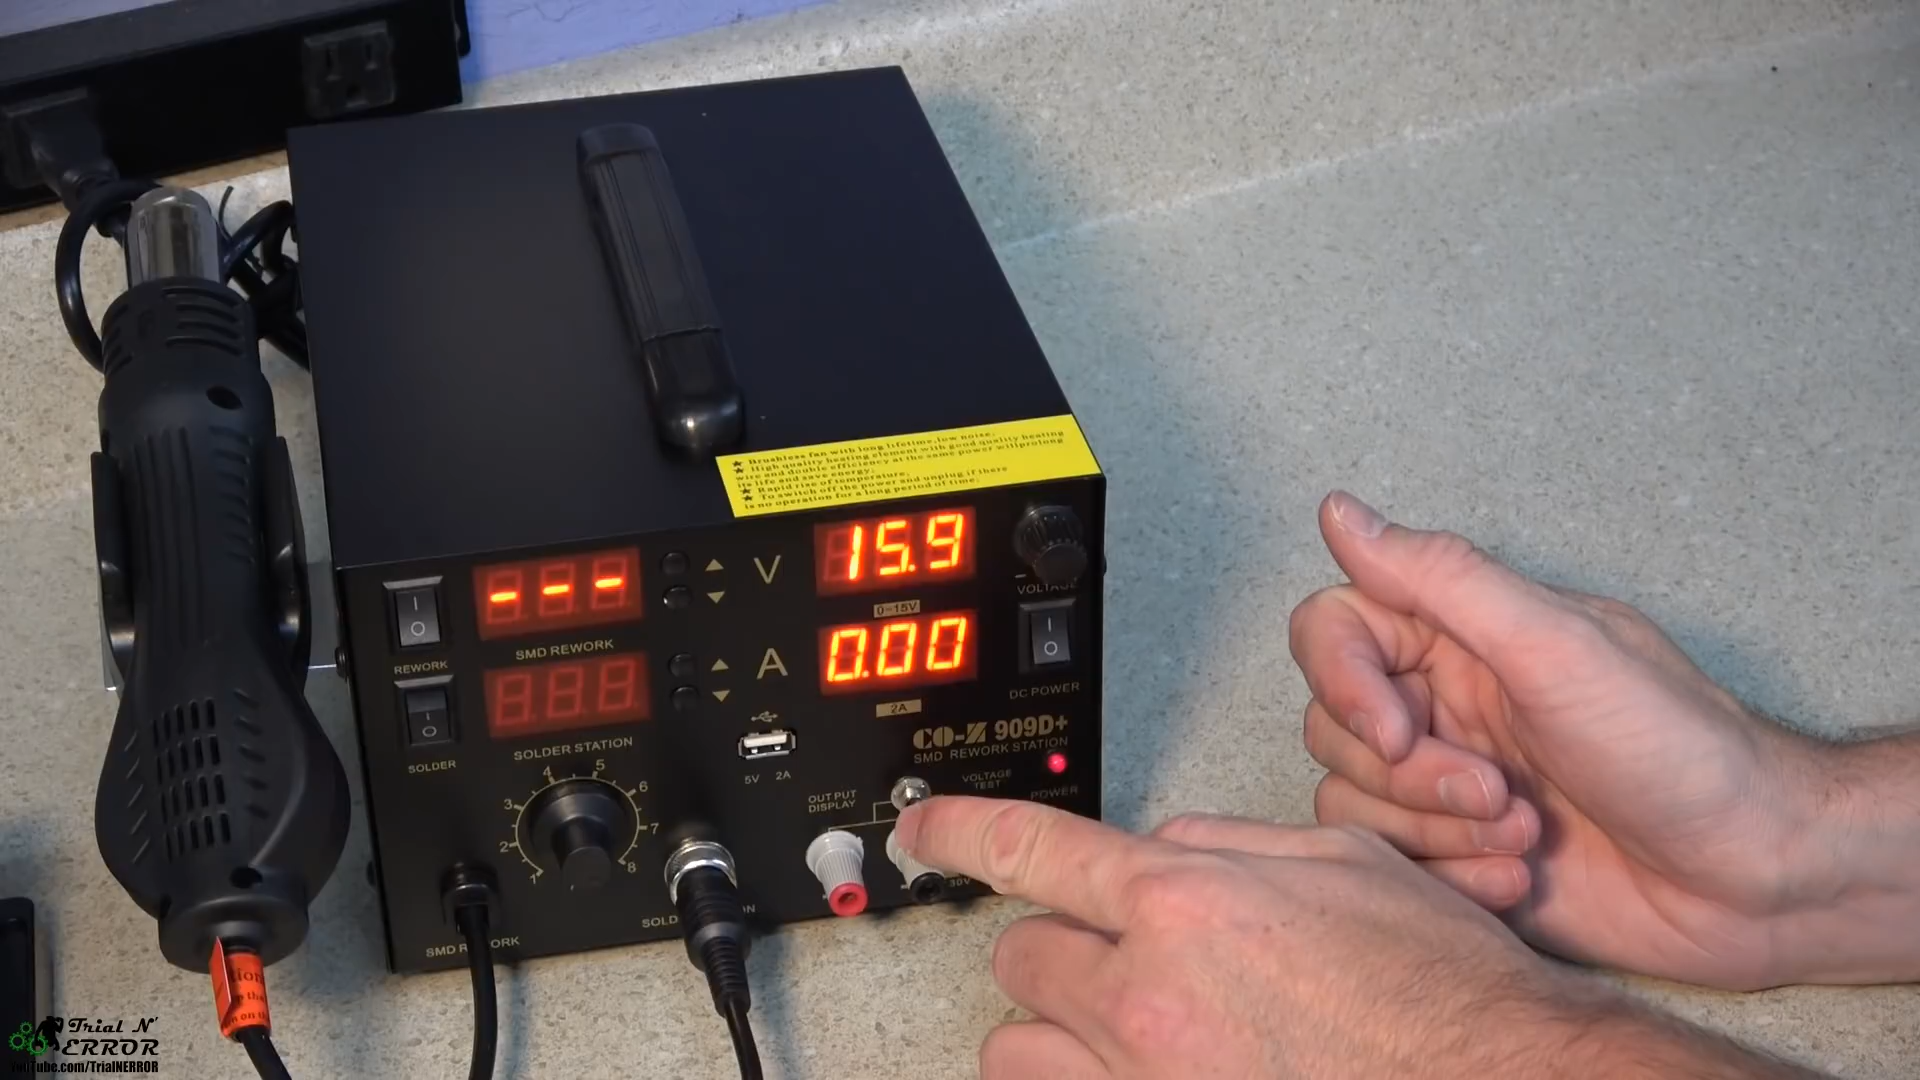 ★ Brushless fan with long lifetime, low noise.
★ High quality heating element with good quality heating
wire and double efficiency at the same power willprolong
its life and save energy;
★ Rapid rise of temperature;
★ To switch off the power and unplug if there
is no operation for a long period of time.
---
15.9
V
VOLTAGE
0-15V
I
O
REWORK
SMD REWORK
0.00
A
I
O
DC POWER
2A
I
O
SOLDER
SOLDER STATION
CO-Z 909D+
SMD REWORK STATION
5V 2A
OUTPUT
DISPLAY
VOLTAGE
TEST
POWER
1
2
3
4
5
6
7
8
30V
SMD REWORK
Trial N'
ERROR
YouTube.com/TrialNERROR